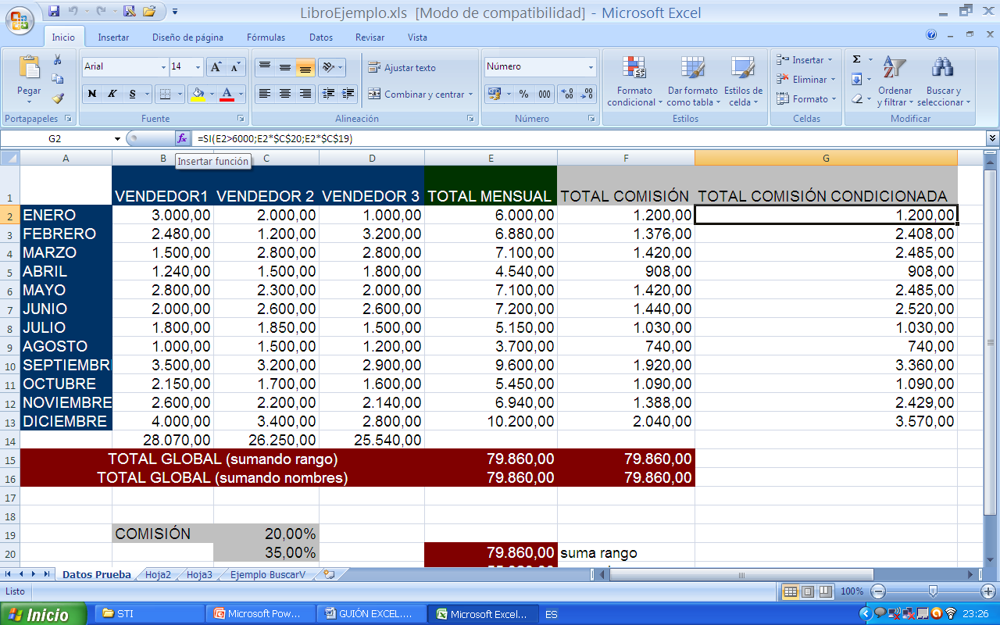 LibroEjemplo.xls [Modo de compatibilidad] - Microsoft Excel
Inicio Insertar Diseño de página Fórmulas Datos Revisar Vista
Arial 14 Ajustar texto Número Insertar
Pegar N K S Combinar y centrar % 000 Formato condicional Dar formato como tabla Estilos de celda Eliminar Formato Ordenar y filtrar Buscar y seleccionar
Portapapeles Fuente Alineación Número Estilos Celdas Modificar
G2 fx =SI(E2>6000;E2*$C$20;E2*$C$19)
Insertar función
A B C D E F G
1 VENDEDOR1 VENDEDOR 2 VENDEDOR 3 TOTAL MENSUAL TOTAL COMISIÓN TOTAL COMISIÓN CONDICIONADA
2 ENERO 3.000,00 2.000,00 1.000,00 6.000,00 1.200,00 1.200,00
3 FEBRERO 2.480,00 1.200,00 3.200,00 6.880,00 1.376,00 2.408,00
4 MARZO 1.500,00 2.800,00 2.800,00 7.100,00 1.420,00 2.485,00
5 ABRIL 1.240,00 1.500,00 1.800,00 4.540,00 908,00 908,00
6 MAYO 2.800,00 2.300,00 2.000,00 7.100,00 1.420,00 2.485,00
7 JUNIO 2.000,00 2.600,00 2.600,00 7.200,00 1.440,00 2.520,00
8 JULIO 1.800,00 1.850,00 1.500,00 5.150,00 1.030,00 1.030,00
9 AGOSTO 1.000,00 1.500,00 1.200,00 3.700,00 740,00 740,00
10 SEPTIEMBR 3.500,00 3.200,00 2.900,00 9.600,00 1.920,00 3.360,00
11 OCTUBRE 2.150,00 1.700,00 1.600,00 5.450,00 1.090,00 1.090,00
12 NOVIEMBRE 2.600,00 2.200,00 2.140,00 6.940,00 1.388,00 2.429,00
13 DICIEMBRE 4.000,00 3.400,00 2.800,00 10.200,00 2.040,00 3.570,00
14 28.070,00 26.250,00 25.540,00
15 TOTAL GLOBAL (sumando rango) 79.860,00 79.860,00
16 TOTAL GLOBAL (sumando nombres) 79.860,00 79.860,00
17
18
19 COMISIÓN 20,00%
20 35,00% 79.860,00 suma rango
Datos Prueba Hoja2 Hoja3 Ejemplo BuscarV
Listo 100%
Inicio STI Microsoft Pow... GUIÓN EXCEL.... Microsoft Excel... ES 23:26